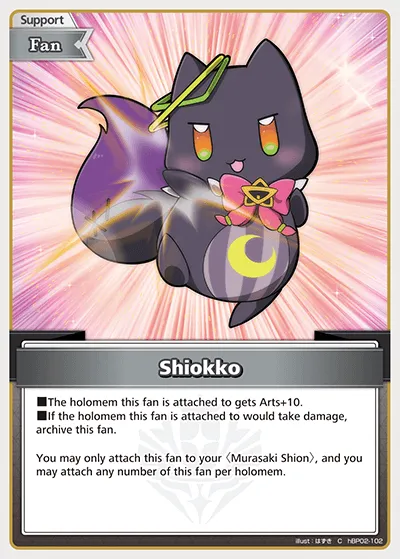 Support
Fan
Shiokko
■The holomem this fan is attached to gets Arts+10.
■If the holomem this fan is attached to would take damage,
archive this fan.
You may only attach this fan to your 〈Murasaki Shion〉, and you
may attach any number of this fan per holomem.
illust：はずき C hBP02-102